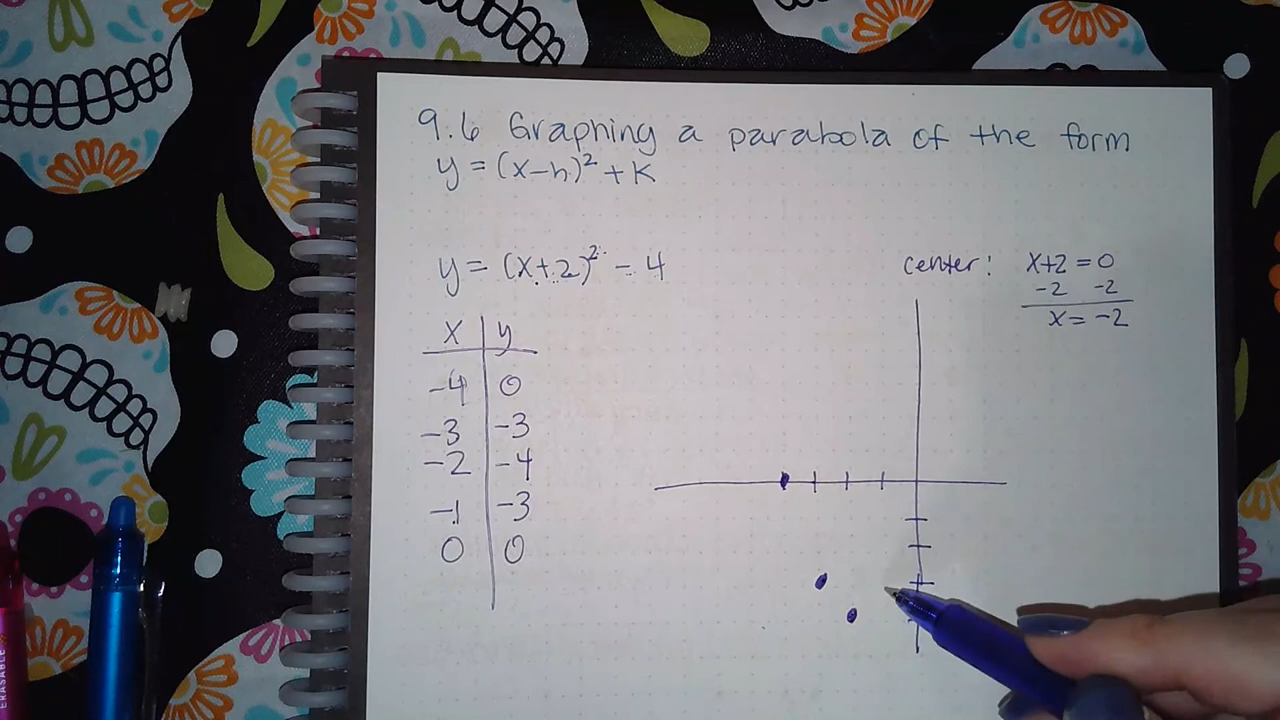 9.6 Graphing a parabola of the form
y = (x-h)² + K
y = (x+2)² - 4
center: x+2=0
-2 -2
x = -2
x y
-4 0
-3 -3
-2 -4
-1 -3
0 0
ERASABLE